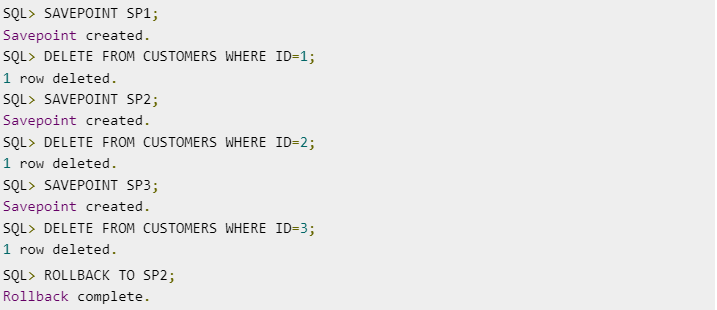 SQL> SAVEPOINT SP1;
Savepoint created.
SQL> DELETE FROM CUSTOMERS WHERE ID=1;
1 row deleted.
SQL> SAVEPOINT SP2;
Savepoint created.
SQL> DELETE FROM CUSTOMERS WHERE ID=2;
1 row deleted.
SQL> SAVEPOINT SP3;
Savepoint created.
SQL> DELETE FROM CUSTOMERS WHERE ID=3;
1 row deleted.
SQL> ROLLBACK TO SP2;
Rollback complete.